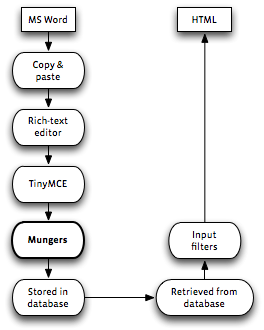 MS Word
Copy &
paste
Rich-text
editor
TinyMCE
Mungers
Stored in
database
HTML
Input
filters
Retrieved from
database